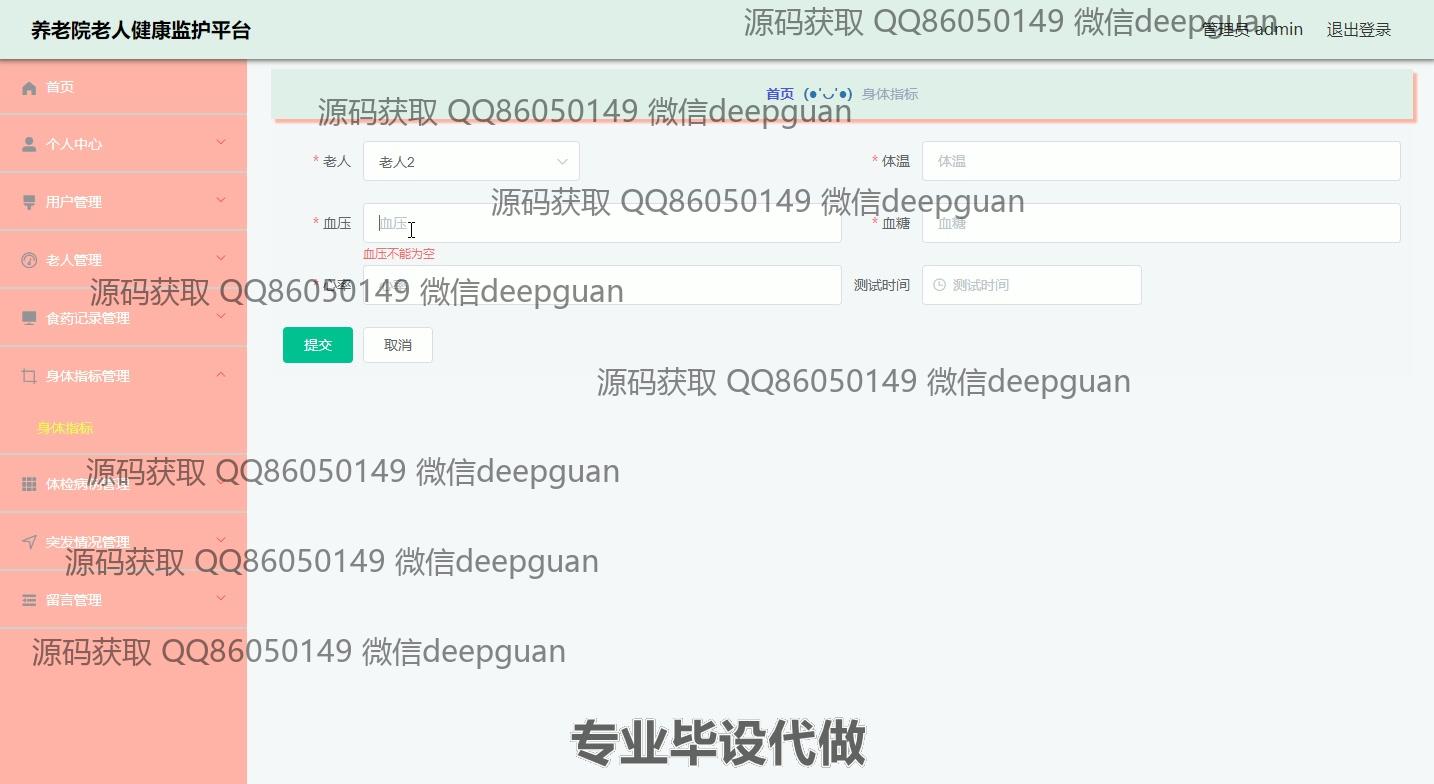 养老院老人健康监护平台
源码获取 QQ86050149 微信deepguan
管理员 admin
退出登录
首页
首页 (●'◡'●) 身体指标
源码获取 QQ86050149 微信deepguan
个人中心
* 老人
老人2
* 体温
体温
用户管理
源码获取 QQ86050149 微信deepguan
* 血压
血压
* 血糖
血糖
血压不能为空
老人管理
源码获取 QQ86050149 微信deepguan
* 心率
测试时间
测试时间
食药记录管理
提交
取消
身体指标管理
源码获取 QQ86050149 微信deepguan
身体指标
源码获取 QQ86050149 微信deepguan
突发情况管理
源码获取 QQ86050149 微信deepguan
留言管理
源码获取 QQ86050149 微信deepguan
专业毕设代做